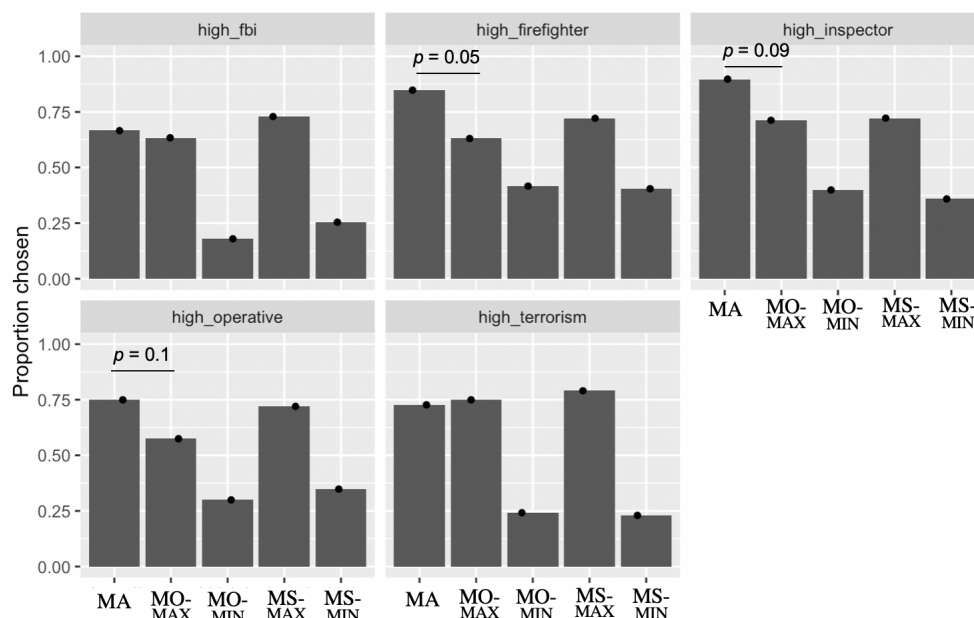 high_fbi
high_firefighter
high_inspector
p = 0.05
p = 0.09
1.00
0.75
0.50
0.25
0.00
Proportion chosen
MA
MO-MAX
MO-MIN
MS-MAX
MS-MIN
high_operative
high_terrorism
p = 0.1
1.00
0.75
0.50
0.25
0.00
MA
MO-MAX
MO-MIN
MS-MAX
MS-MIN
MA
MO-MAX
MO-MIN
MS-MAX
MS-MIN